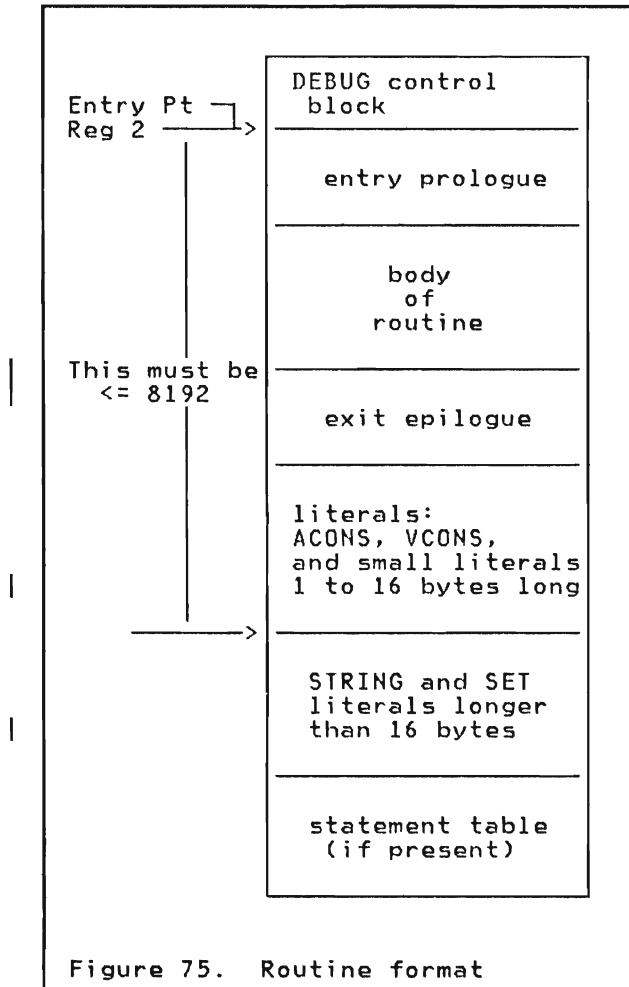 DEBUG control
block
Entry Pt
Reg 2
entry prologue
body
of
routine
This must be
<= 8192
exit epilogue
literals:
ACONS, VCONS,
and small literals
1 to 16 bytes long
STRING and SET
literals longer
than 16 bytes
statement table
(if present)
Figure 75. Routine format